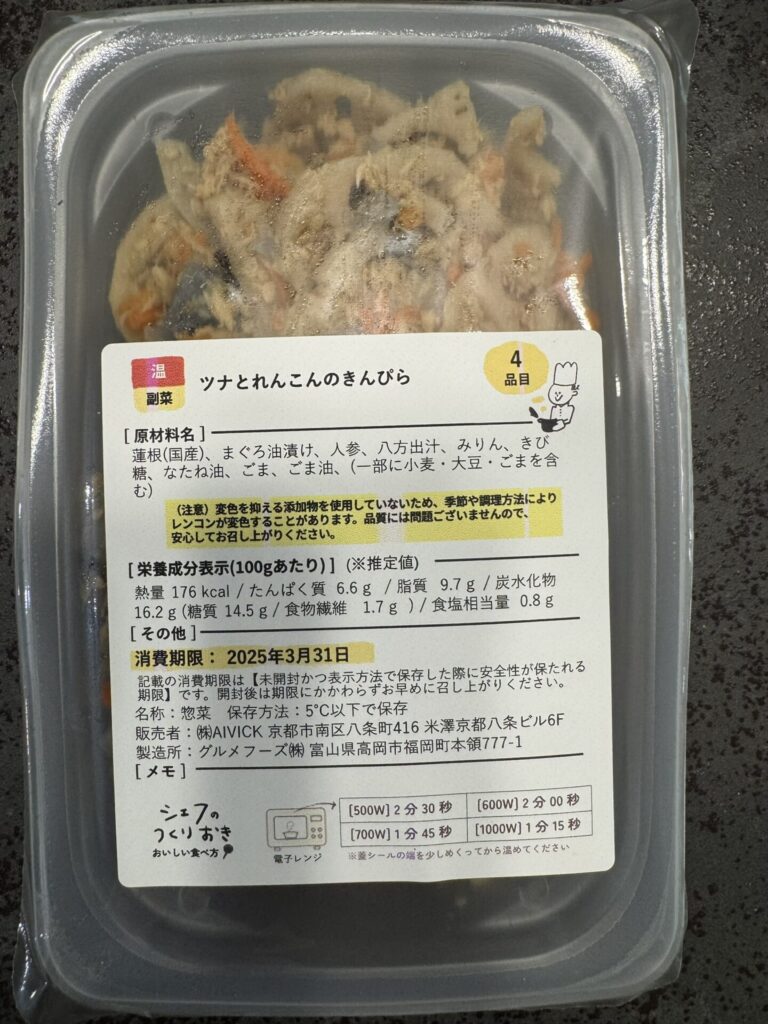 温
副菜
ツナとれんこんのきんぴら
4
品目
[ 原材料名 ]
蓮根(国産)、まぐろ油漬け、人参、八方出汁、みりん、きび
糖、なたね油、ごま、ごま油、(一部に小麦・大豆・ごまを含
む)
（注意）変色を抑える添加物を使用していないため、季節や調理方法により
レンコンが変色することがあります。品質には問題ございませんので、
安心してお召し上がりください。
[ 栄養成分表示(100gあたり) ] (※推定値)
熱量 176 kcal / たんぱく質 6.6 g / 脂質 9.7 g / 炭水化物
16.2 g (糖質 14.5 g / 食物繊維 1.7 g ) / 食塩相当量 0.8 g
[ その他 ]
消費期限： 2025年3月31日
記載の消費期限は【未開封かつ表示方法で保存した際に安全性が保たれる
期限】です。開封後は期限にかかわらずお早めに召し上がりください。
名称：惣菜 保存方法：5℃以下で保存
販売者：㈱AIVICK 京都市南区八条町416 米澤京都八条ビル6F
製造所：グルメフーズ㈱ 富山県高岡市福岡町本領777-1
[ メモ ]
シェフの
つくりおき
おいしい食べ方
電子レンジ
[500W] 2 分 30 秒
[600W] 2 分 00 秒
[700W] 1 分 45 秒
[1000W] 1 分 15 秒
※蓋シールの端を少しめくってから温めてください